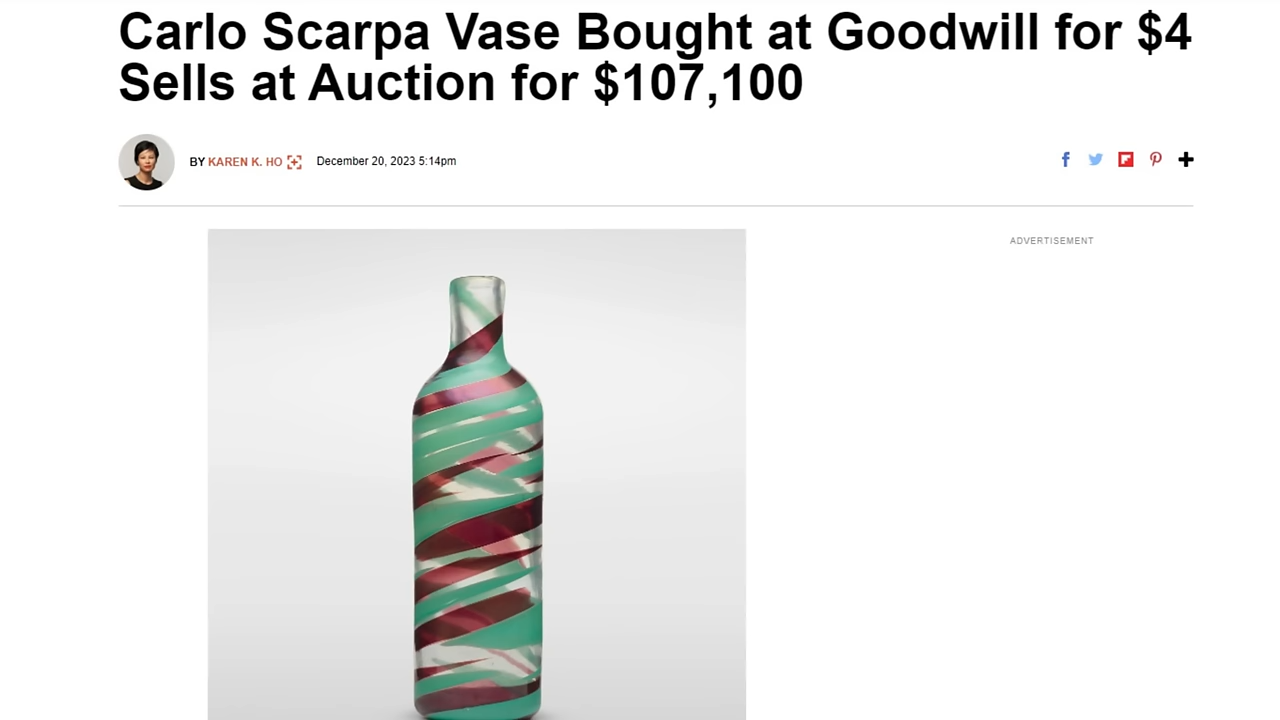 Carlo Scarpa Vase Bought at Goodwill for $4
Sells at Auction for $107,100
BY KAREN K. HO December 20, 2023 5:14pm
ADVERTISEMENT